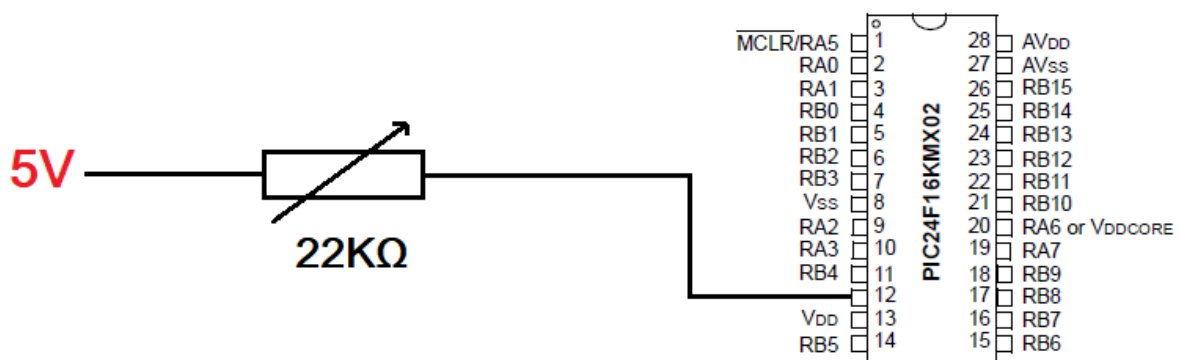 5V
22KΩ
MCLR/RA5 1 28 AVDD
RA0 2 27 AVSS
RA1 3 26 RB15
RB0 4 25 RB14
RB1 5 24 RB13
RB2 6 23 RB12
RB3 7 22 RB11
VSS 8 21 RB10
RA2 9 20 RA6 or VDDCORE
RA3 10 19 RA7
RB4 11 18 RB9
12 17 RB8
VDD 13 16 RB7
RB5 14 15 RB6
PIC24F16KMX02